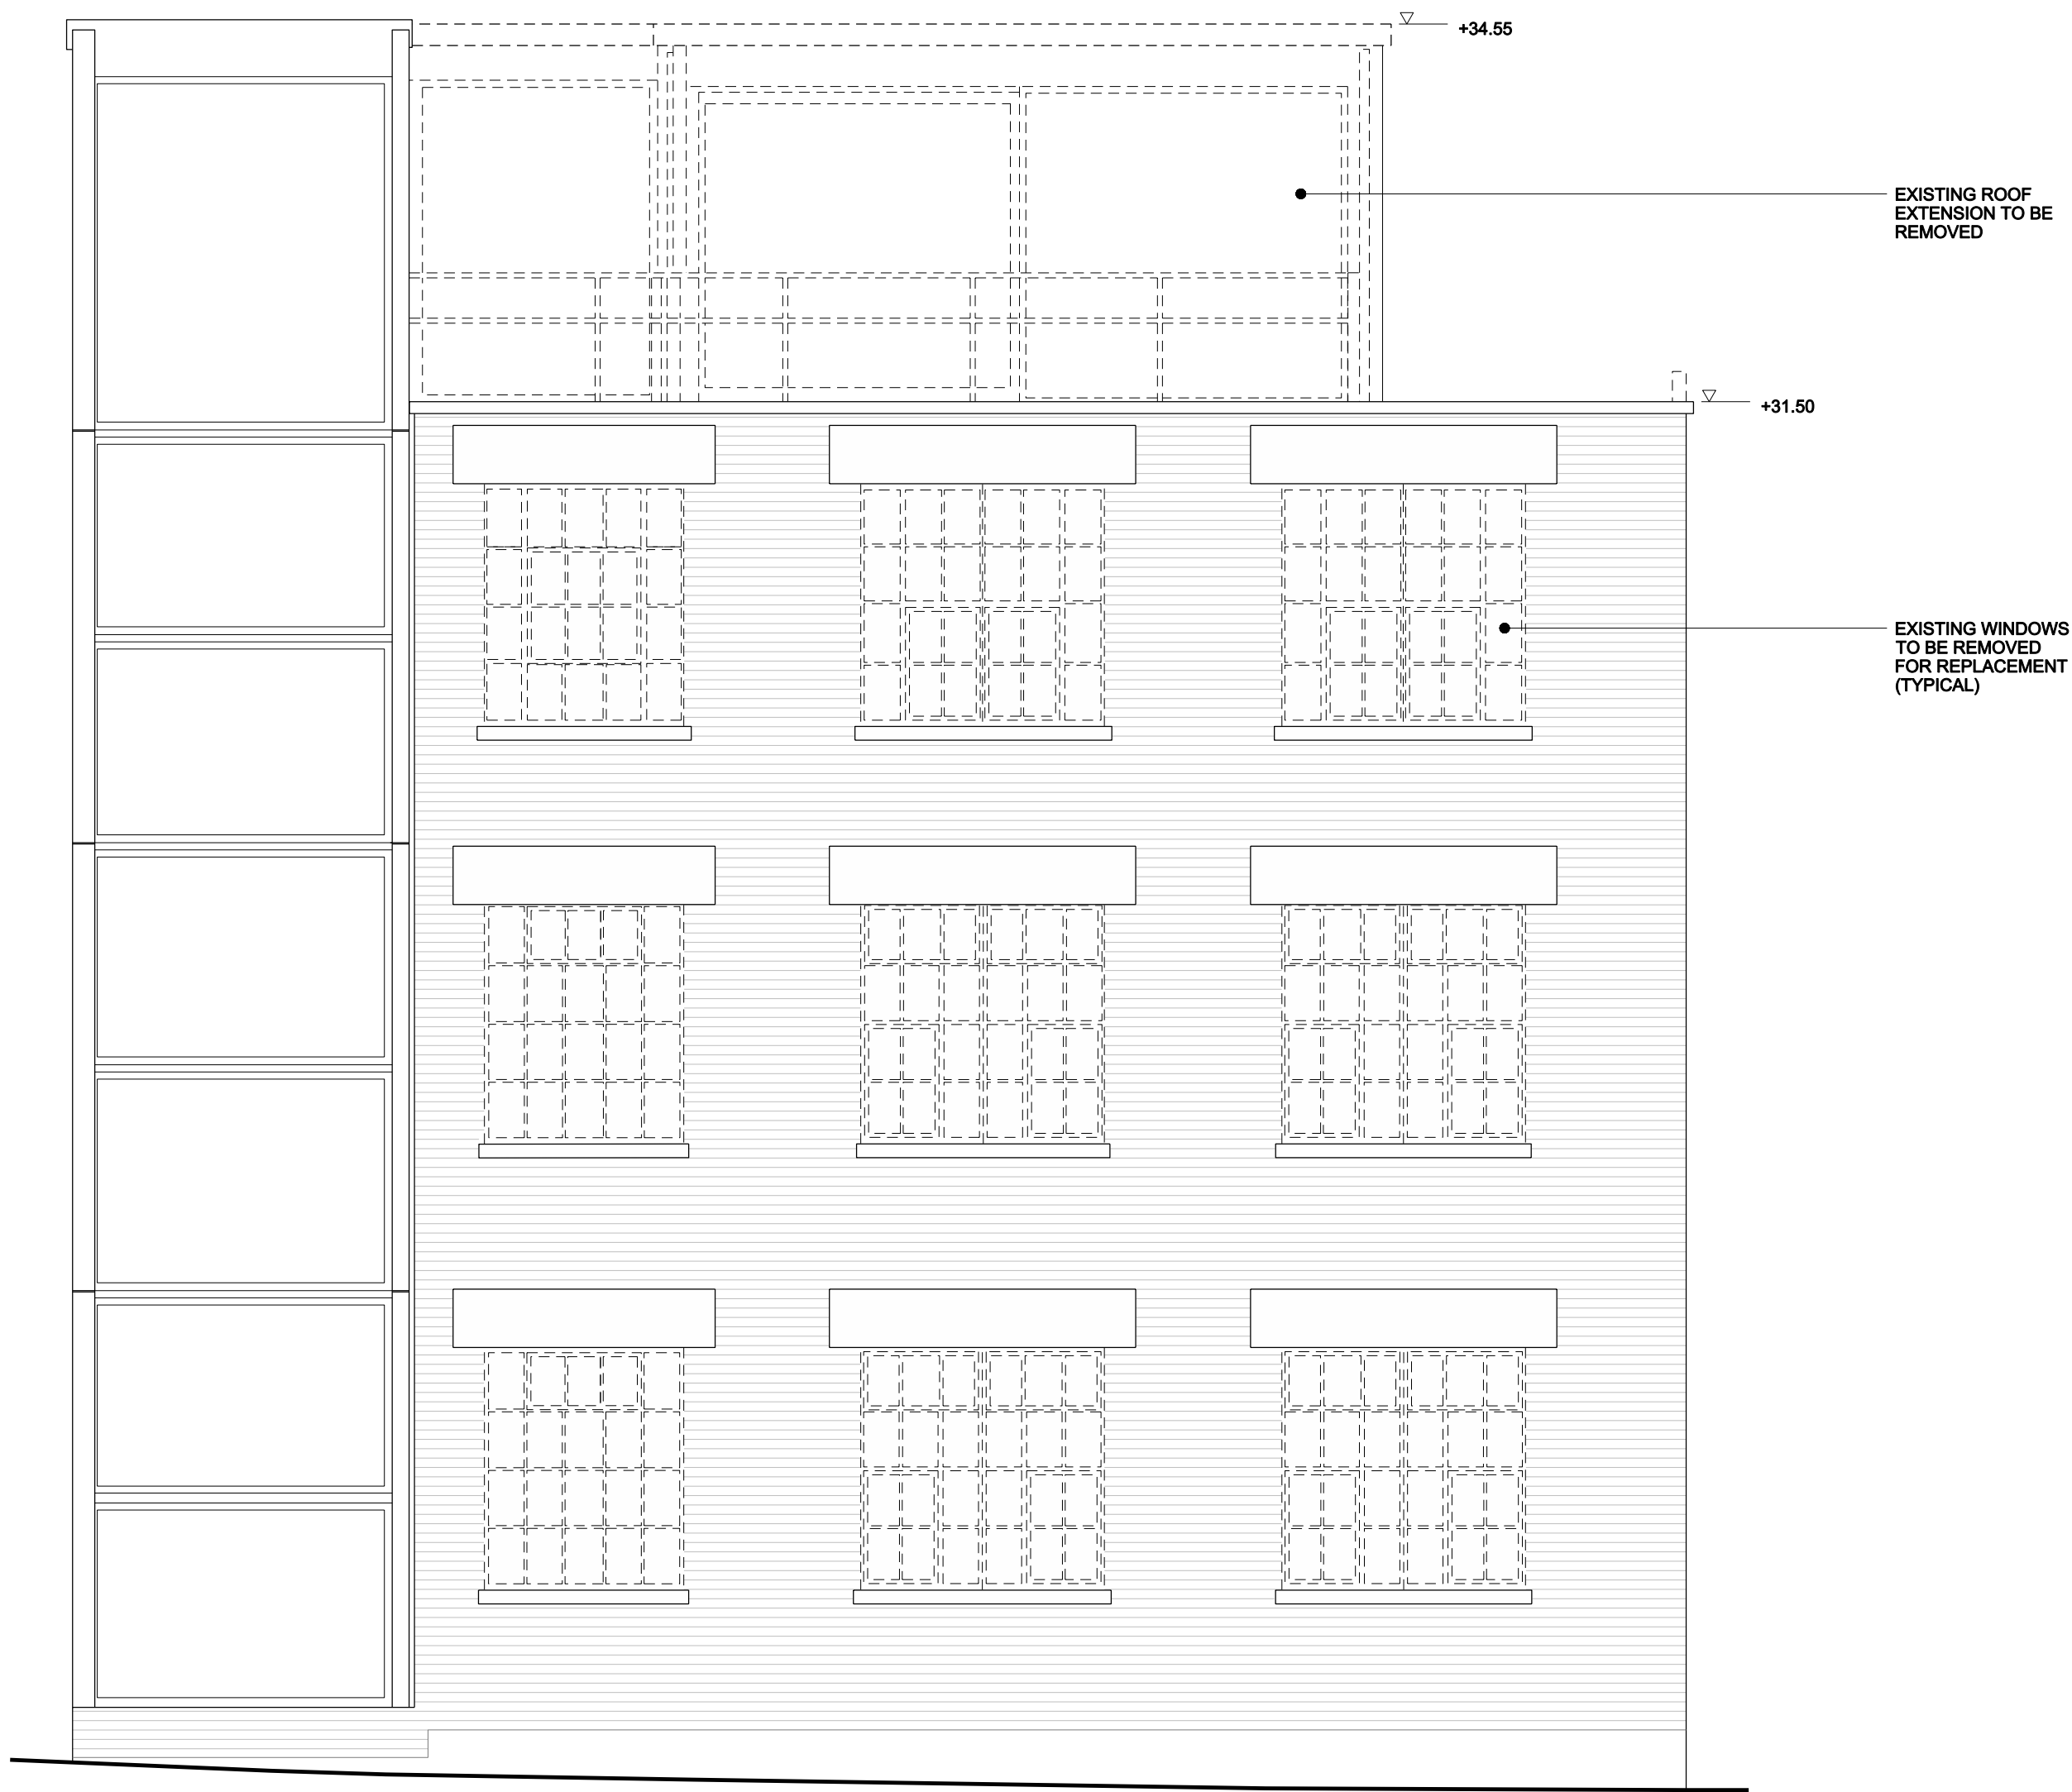 +34.55
EXISTING ROOF
EXTENSION TO BE
REMOVED
+31.50
EXISTING WINDOWS
TO BE REMOVED
FOR REPLACEMENT
(TYPICAL)